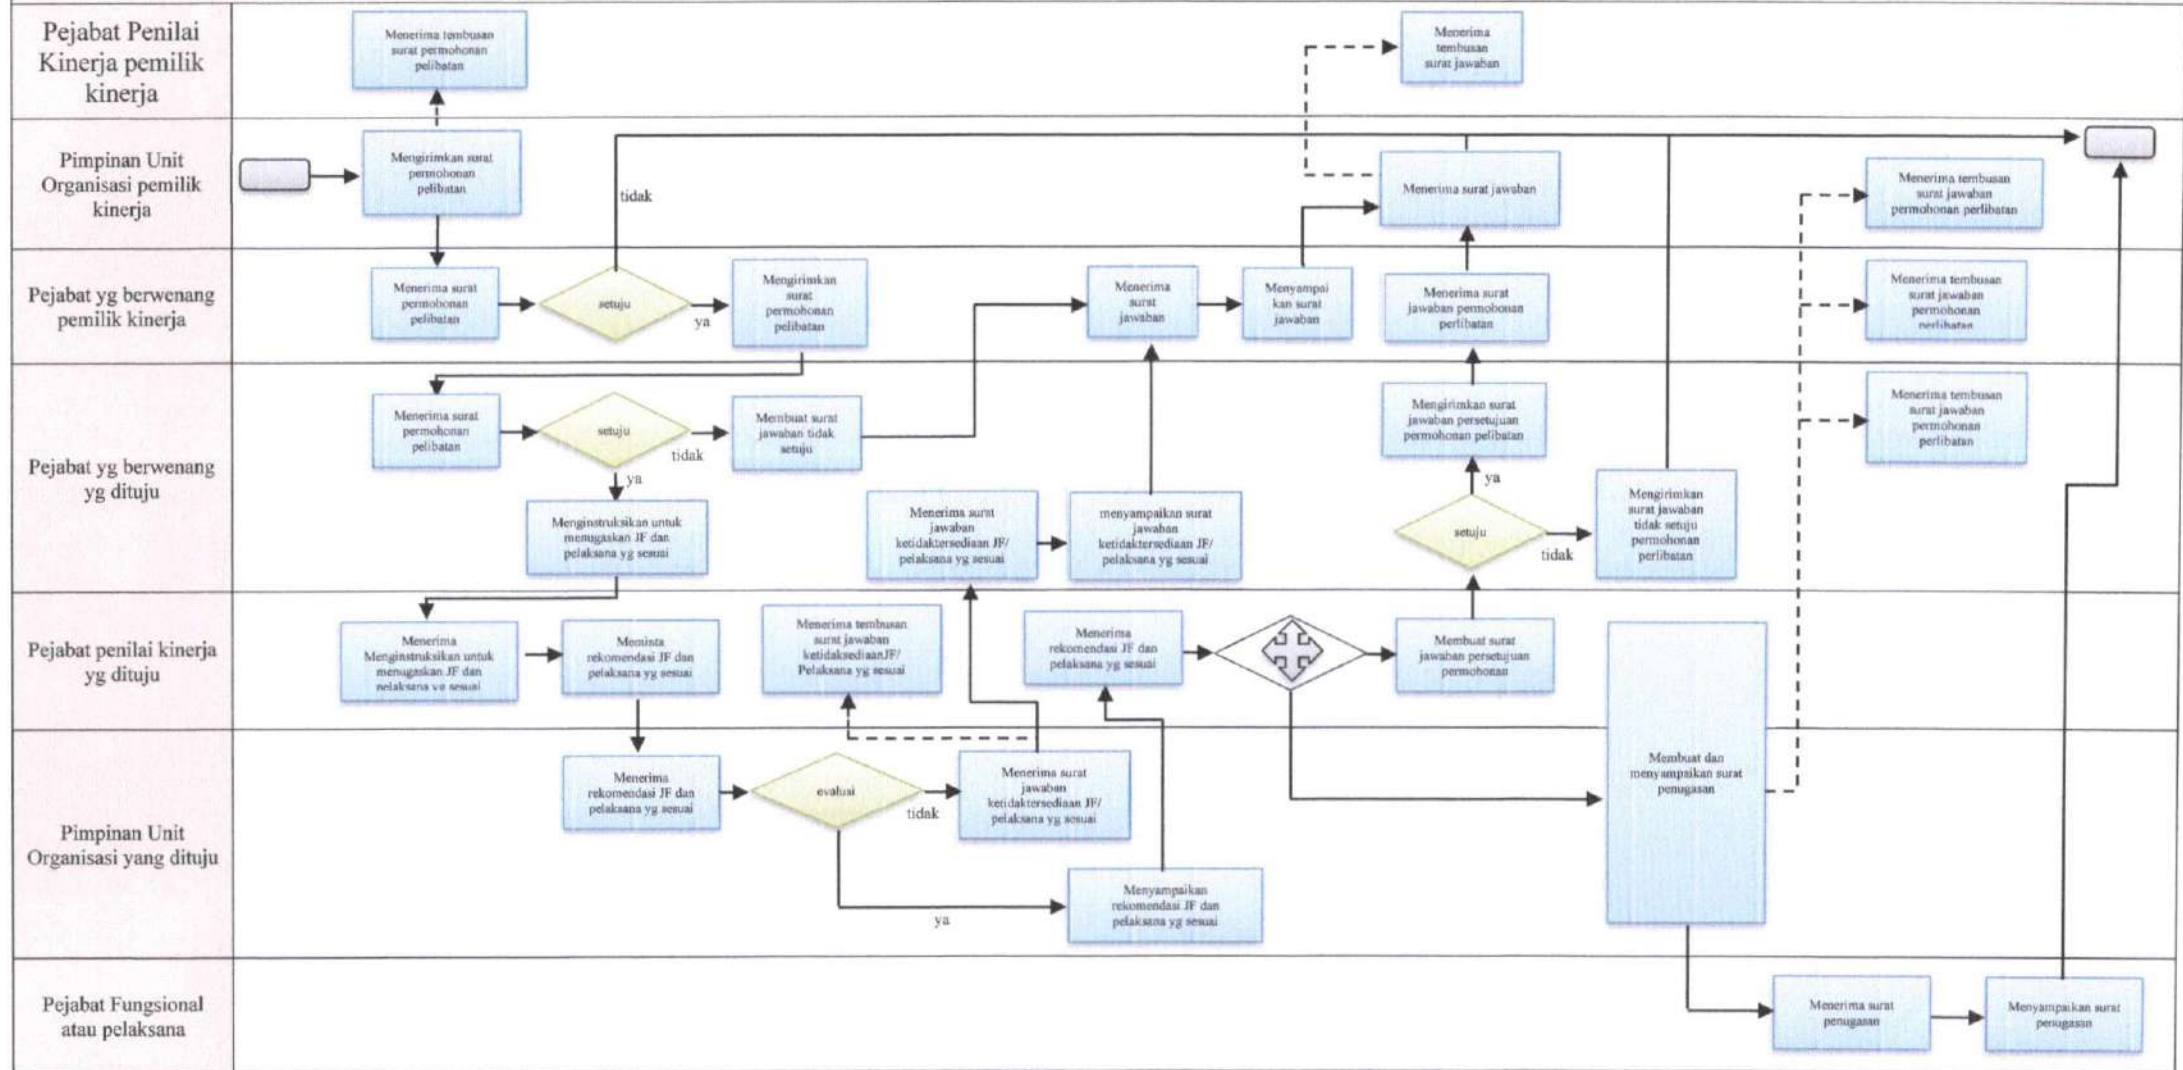 Pejabat Penilai
Kinerja pemilik
kinerja
Menerima tembusan
surat permohonan
pelibatan
Menerima
tembusan
surat jawaban
Pimpinan Unit
Organisasi pemilik
kinerja
Mengirimkan surat
permohonan
pelibatan
tidak
Menerima surat jawaban
Menerima tembusan
surat jawaban
permohonan perlibatan
Pejabat yg berwenang
pemilik kinerja
Menerima surat
permohonan
pelibatan
setuju
ya
Mengirimkan
surat
permohonan
pelibatan
Menerima
surat
jawaban
Menyampai
kan surat
jawaban
Menerima surat
jawaban permohonan
perlibatan
Menerima tembusan
surat jawaban
permohonan
perlibatan
Pejabat yg berwenang
yg dituju
Menerima surat
permohonan
pelibatan
setuju
tidak
ya
Membuat surat
jawaban tidak
setuju
Menginstruksikan untuk
menugaskan JF dan
pelaksana yg sesuai
Menerima surat
jawaban
ketidaktersediaan JF/
pelaksana yg sesuai
menyampaikan surat
jawaban
ketidaktersediaan JF/
pelaksana yg sesuai
Mengirimkan surat
jawaban persetujuan
permohonan pelibatan
ya
setuju
tidak
Mengirimkan
surat jawaban
tidak setuju
permohonan
perlibatan
Menerima tembusan
surat jawaban
permohonan
perlibatan
Pejabat penilai kinerja
yg dituju
Menerima
Menginstruksikan untuk
menugaskan JF dan
pelaksana yg sesuai
Meminta
rekomendasi JF dan
pelaksana yg sesuai
Menerima tembusan
surat jawaban
ketidaksediaanJF/
Pelaksana yg sesuai
Menerima
rekomendasi JF dan
pelaksana yg sesuai
Membuat surat
jawaban persetujuan
permohonan
Membuat dan
menyampaikan surat
penugasan
Pimpinan Unit
Organisasi yang dituju
Menerima
rekomendasi JF dan
pelaksana yg sesuai
evaluasi
tidak
ya
Menerima surat
jawaban
ketidaktersediaan JF/
pelaksana yg sesuai
Menyampaikan
rekomendasi JF dan
pelaksana yg sesuai
Pejabat Fungsional
atau pelaksana
Menerima surat
penugasan
Menyampaikan surat
penugasan